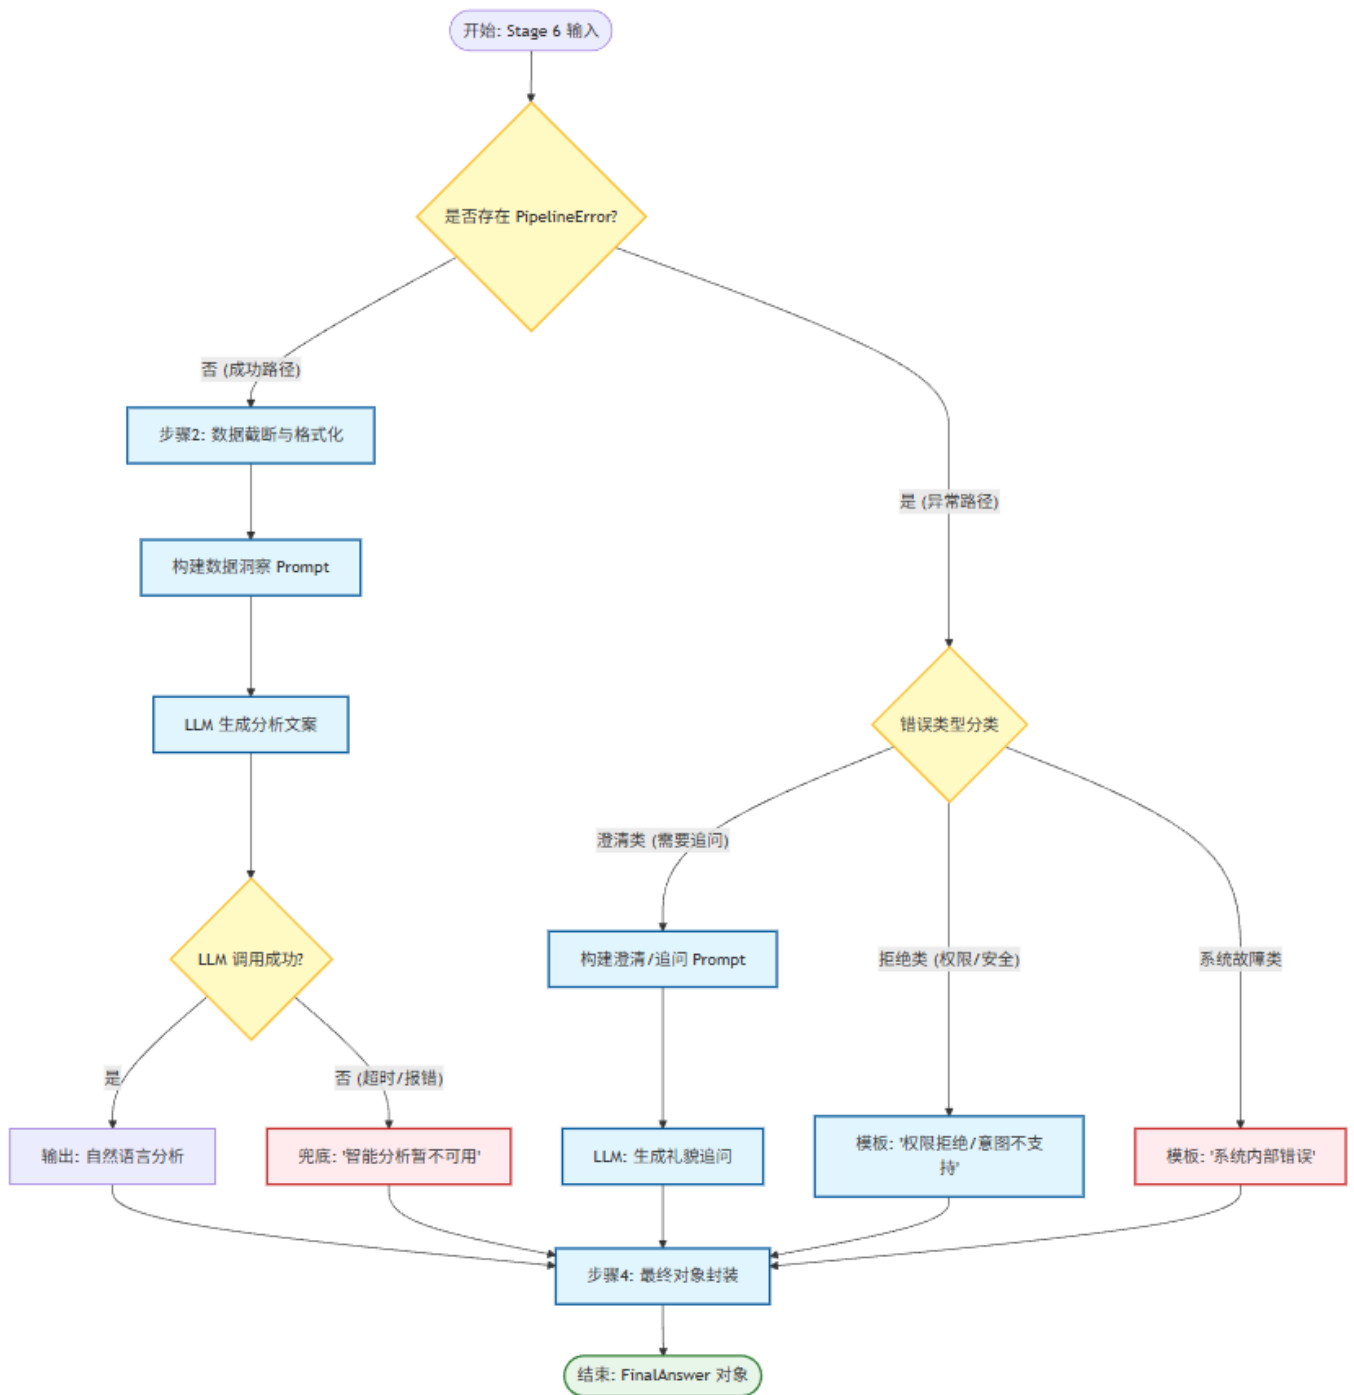 开始: Stage 6 输入
是否存在 PipelineError?
否 (成功路径)
步骤2: 数据截断与格式化
构建数据洞察 Prompt
是 (异常路径)
LLM 生成分析文案
错误类型分类
澄清类 (需要追问)
LLM 调用成功?
构建澄清/追问 Prompt
拒绝类 (权限/安全)
系统故障类
是
否 (超时/报错)
输出: 自然语言分析
兜底: '智能分析暂不可用'
LLM: 生成礼貌追问
模板: '权限拒绝/意图不支
持'
模板: '系统内部错误'
步骤4: 最终对象封装
结束: FinalAnswer 对象